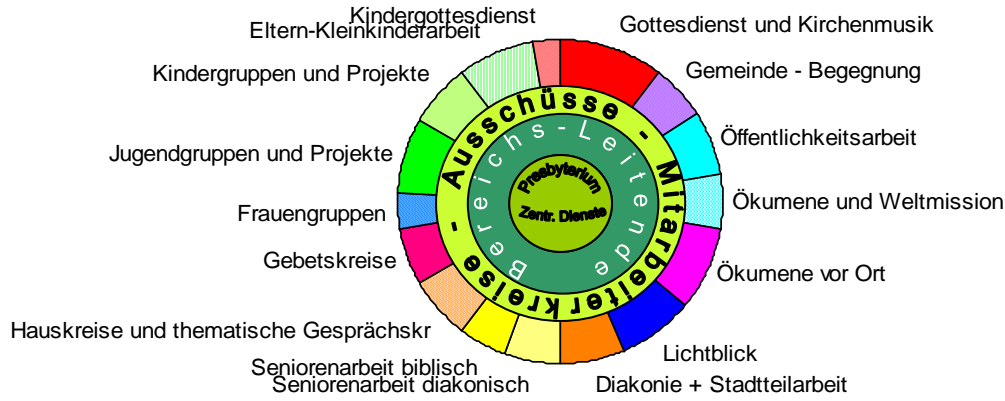 Kindergottesdienst
Eltern-Kleinkinderarbeit
Kindergruppen und Projekte
Jugendgruppen und Projekte
Frauengruppen
Gebetskreise
Hauskreise und thematische Gesprächskr
Seniorenarbeit biblisch
Seniorenarbeit diakonisch
Gottesdienst und Kirchenmusik
Gemeinde - Begegnung
Öffentlichkeitsarbeit
Ökumene und Weltmission
Ökumene vor Ort
Lichtblick
Diakonie + Stadtteilarbeit
Ausschüsse - Mitarbeiterkreise -
Bereichs-Leitende
Presbyterium
Zentr. Dienste